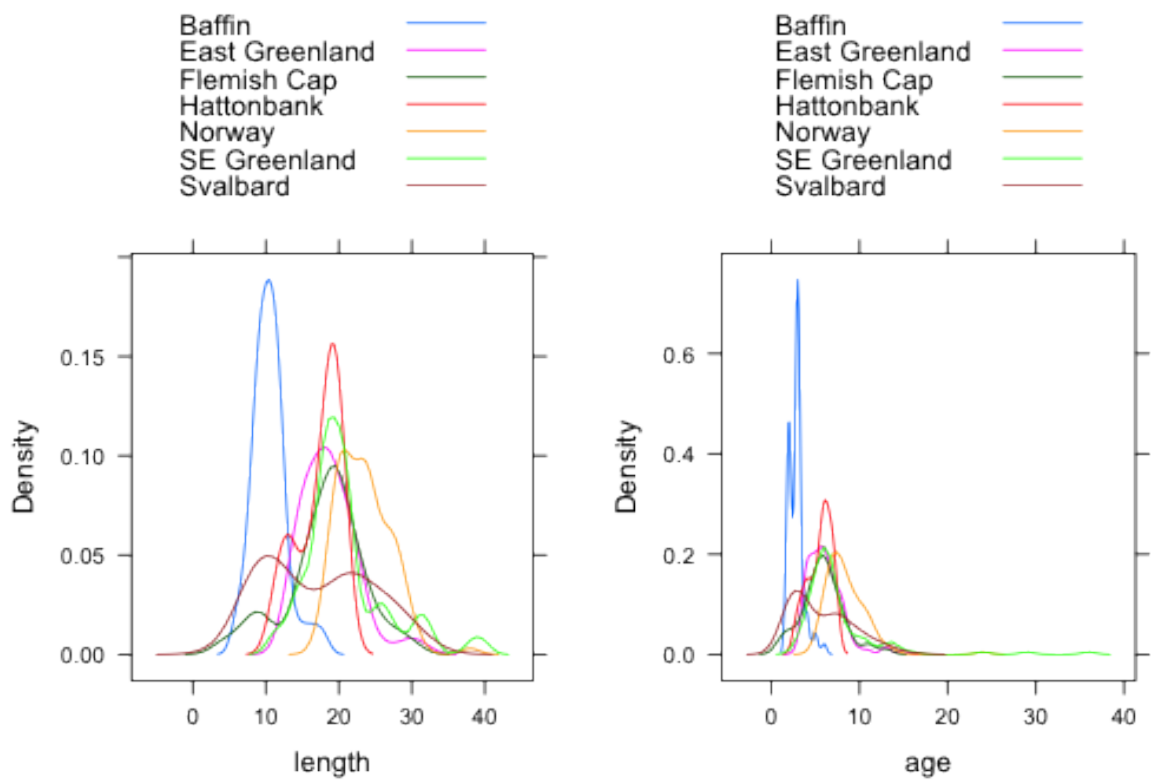 Baffin
East Greenland
Flemish Cap
Hattonbank
Norway
SE Greenland
Svalbard
Density
0.15
0.10
0.05
0.00
0 10 20 30 40
length
Baffin
East Greenland
Flemish Cap
Hattonbank
Norway
SE Greenland
Svalbard
Density
0.6
0.4
0.2
0.0
0 10 20 30 40
age